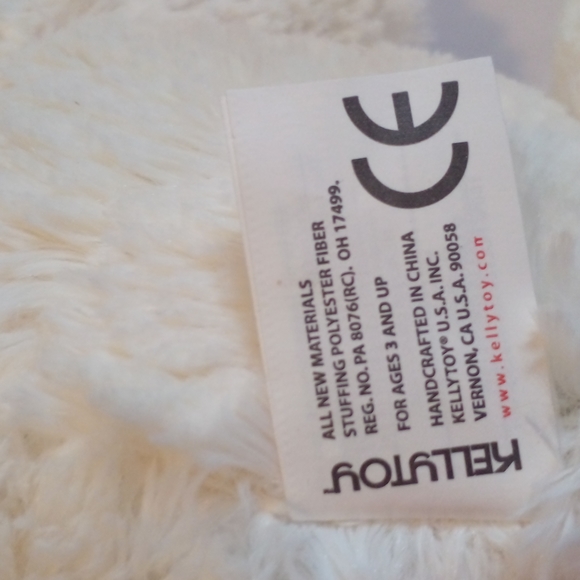 CE
ALL NEW MATERIALS
STUFFING POLYESTER FIBER
REG. NO. PA 8076(RC). OH 17499.
FOR AGES 3 AND UP
HANDCRAFTED IN CHINA
KELLYTOY® U.S.A. INC.
VERNON, CA U.S.A. 90058
www.kellytoy.com
KELLYTOY